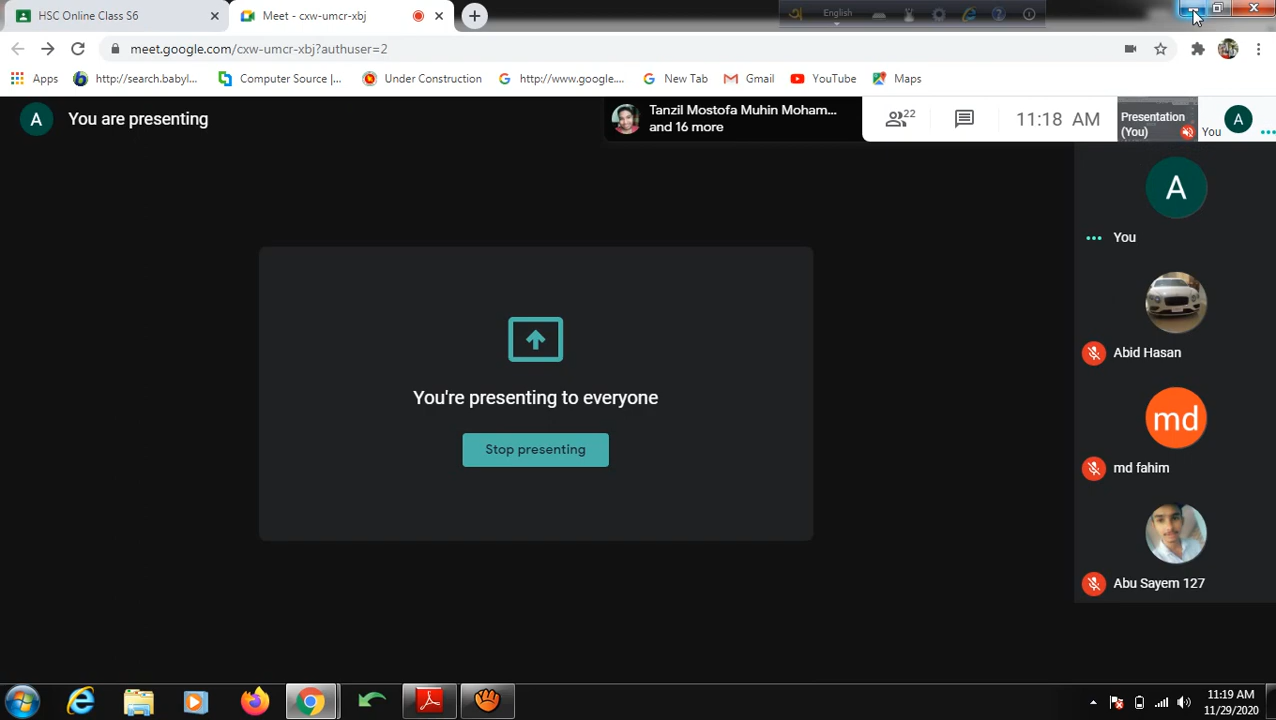 HSC Online Class S6
Meet - cxw-umcr-xbj
English
meet.google.com/cxw-umcr-xbj?authuser=2
Apps
http://search.babyl...
Computer Source |...
Under Construction
http://www.google....
New Tab
Gmail
YouTube
Maps
A
You are presenting
Tanzil Mostofa Muhin Moham...
and 16 more
22
11:18 AM
Presentation
(You)
You
A
A
You
Abid Hasan
You're presenting to everyone
md
Stop presenting
md fahim
Abu Sayem 127
11:19 AM
11/29/2020